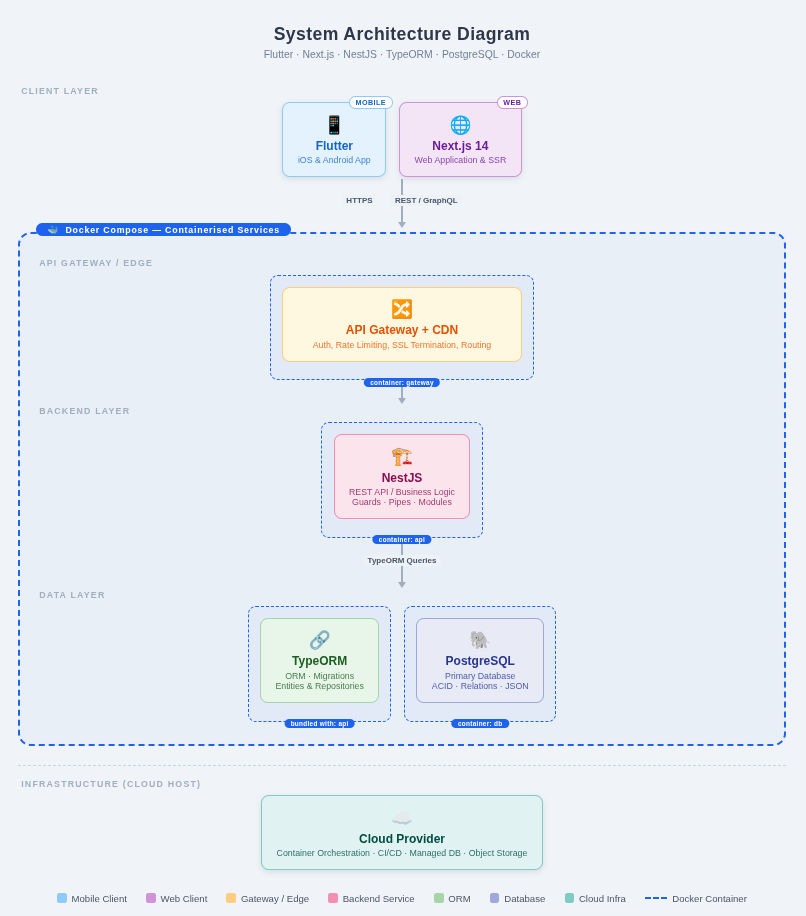 System Architecture Diagram
Flutter · Next.js · NestJS · TypeORM · PostgreSQL · Docker
CLIENT LAYER
MOBILE
Flutter
iOS & Android App
WEB
Next.js 14
Web Application & SSR
HTTPS
REST / GraphQL
Docker Compose — Containerised Services
API GATEWAY / EDGE
API Gateway + CDN
Auth, Rate Limiting, SSL Termination, Routing
container: gateway
BACKEND LAYER
NestJS
REST API / Business Logic
Guards · Pipes · Modules
container: api
TypeORM Queries
DATA LAYER
TypeORM
ORM · Migrations
Entities & Repositories
bundled with: api
PostgreSQL
Primary Database
ACID · Relations · JSON
container: db
INFRASTRUCTURE (CLOUD HOST)
Cloud Provider
Container Orchestration · CI/CD · Managed DB · Object Storage
Mobile Client
Web Client
Gateway / Edge
Backend Service
ORM
Database
Cloud Infra
Docker Container